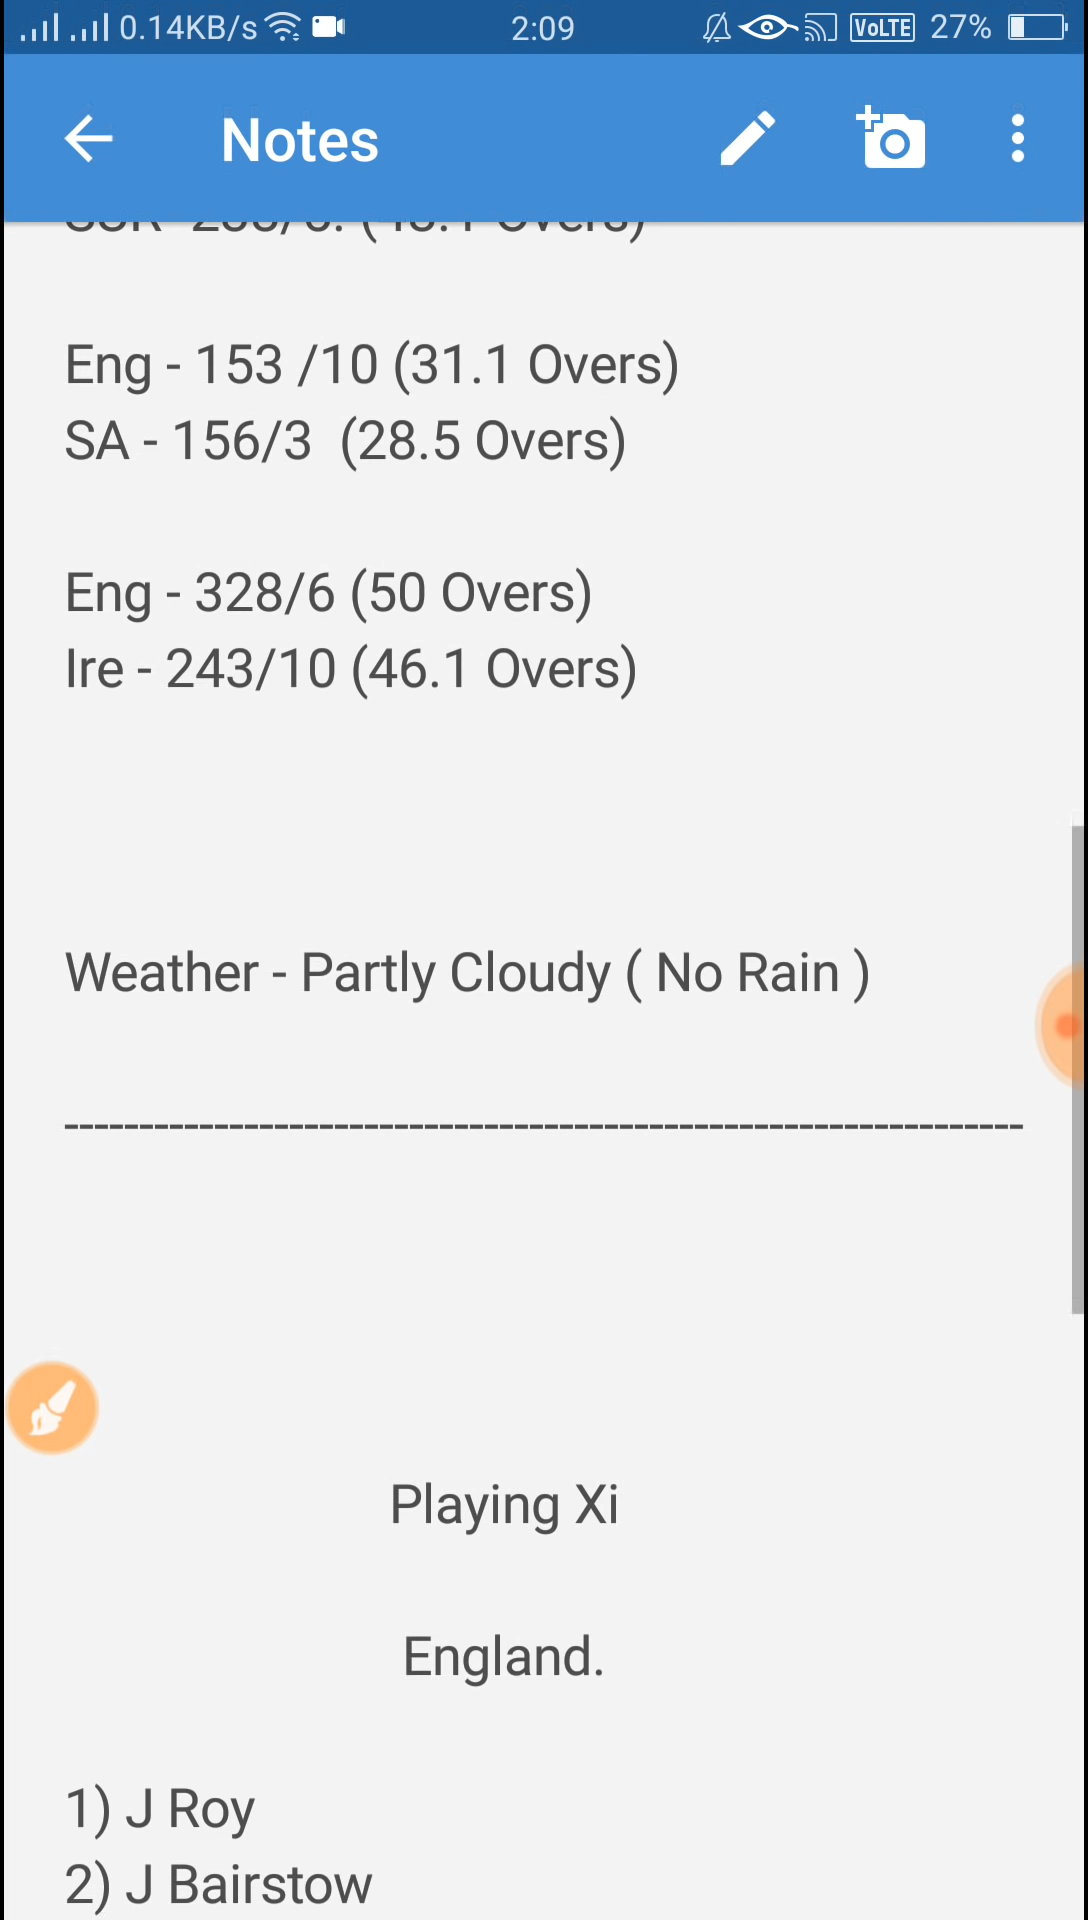 0.14KB/s 2:09 VoLTE 27%
Notes
Eng - 153 /10 (31.1 Overs)
SA - 156/3 (28.5 Overs)
Eng - 328/6 (50 Overs)
Ire - 243/10 (46.1 Overs)
Weather - Partly Cloudy ( No Rain )
----------------------------------------------------------------
Playing Xi
England.
1) J Roy
2) J Bairstow